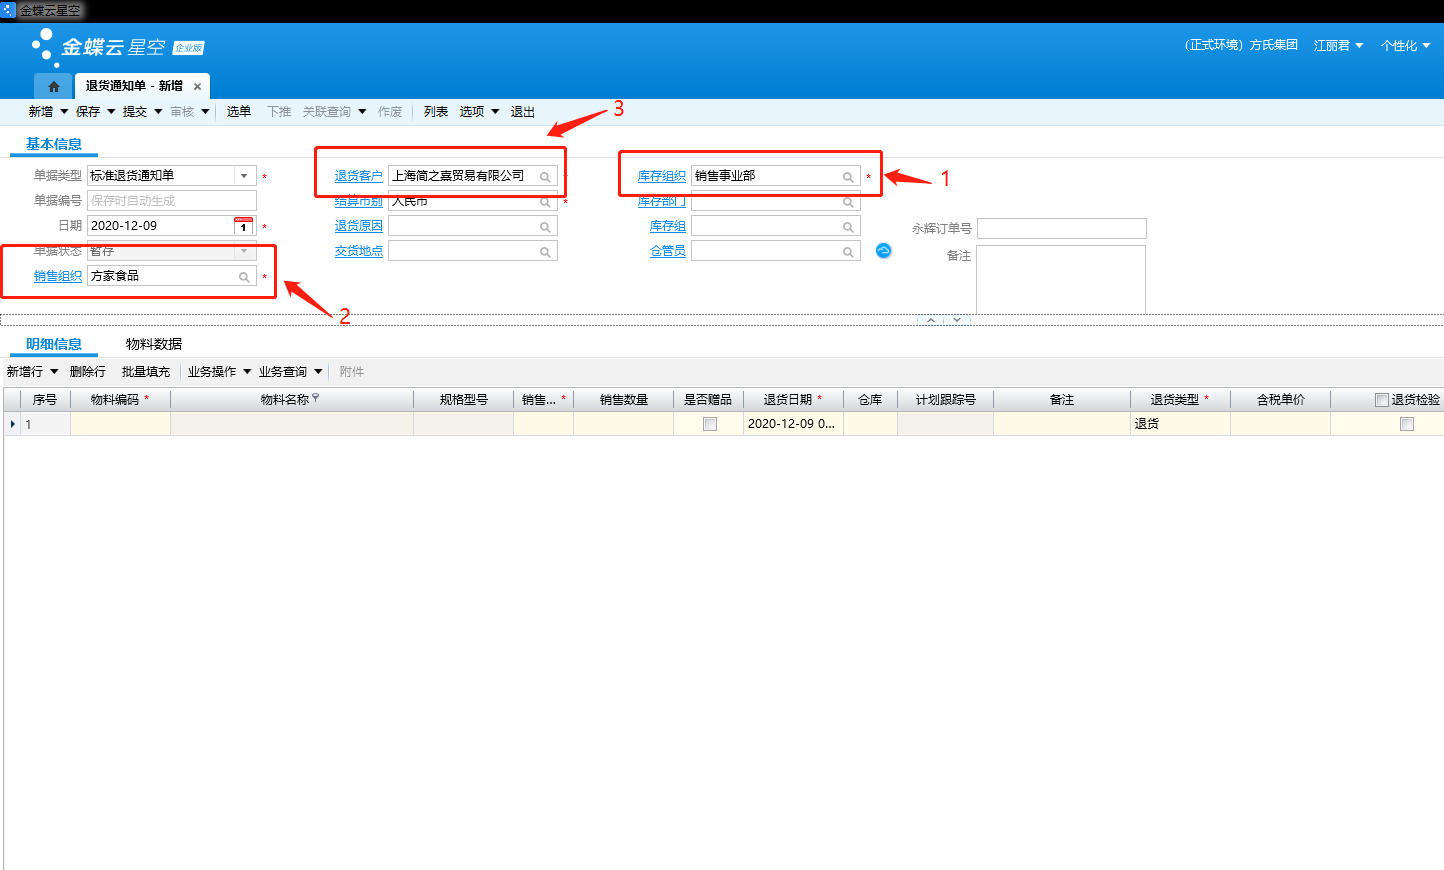 金蝶云星空
金蝶云 星空 企业版
(正式环境) 方氏集团 江丽君 个性化
退货通知单 - 新增 ×
新增 保存 提交 审核 选单 下推 关联查询 作废 列表 选项 退出
3
基本信息
单据类型 标准退货通知单 * 退货客户 上海简之嘉贸易有限公司 * 库存组织 销售事业部 * 1
单据编号 保存时自动生成 结算币别 人民币 * 库存部门
日期 2020-12-09 1 * 退货原因 库存组 永辉订单号
单据状态 暂存 交货地点 仓管员 备注
销售组织 方家食品 *
2
明细信息 物料数据
新增行 删除行 批量填充 业务操作 业务查询 附件
序号 物料编码 * 物料名称 规格型号 销售... * 销售数量 是否赠品 退货日期 * 仓库 计划跟踪号 备注 退货类型 * 含税单价 退货检验
1 2020-12-09 0... 退货